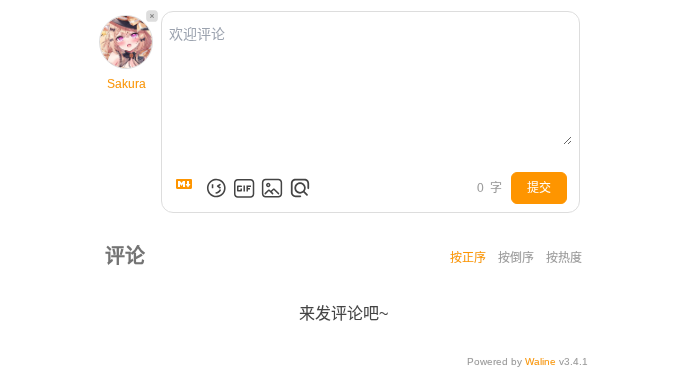 欢迎评论
Sakura
M↓
GIF
0 字
提交
评论
按正序 按倒序 按热度
来发评论吧~
Powered by Waline v3.4.1